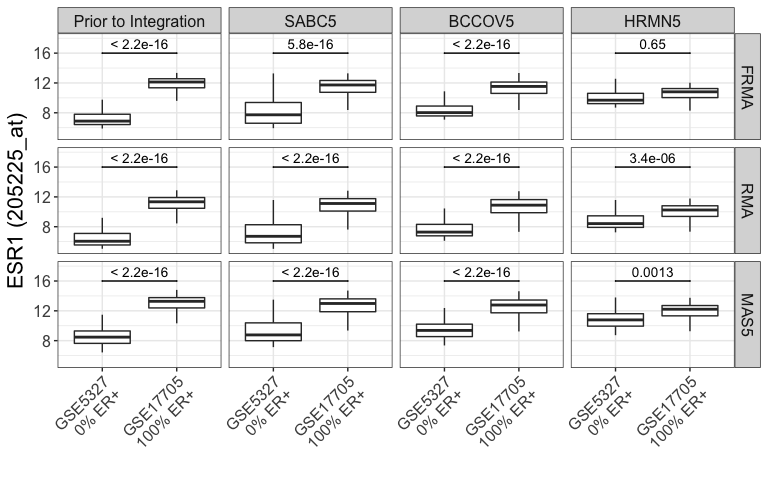 Prior to Integration SABC5 BCCOV5 HRMN5
ESR1 (205225_at)
16 < 2.2e-16 5.8e-16 < 2.2e-16 0.65
12
8
FRMA
16 < 2.2e-16 < 2.2e-16 < 2.2e-16 3.4e-06
12
8
RMA
16 < 2.2e-16 < 2.2e-16 < 2.2e-16 0.0013
12
8
MAS5
GSE5327
0% ER+
GSE17705
100% ER+
GSE5327
0% ER+
GSE17705
100% ER+
GSE5327
0% ER+
GSE17705
100% ER+
GSE5327
0% ER+
GSE17705
100% ER+